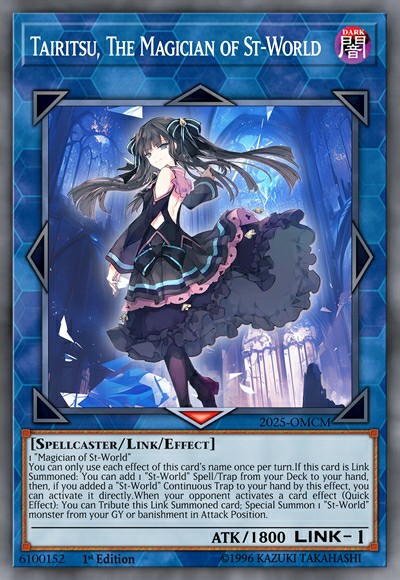 TAIRITSU, THE MAGICIAN OF ST-WORLD
DARK
闇
2025-OMCM
[SPELLCASTER/LINK/EFFECT]
1 "Magician of St-World"
You can only use each effect of this card's name once per turn.If this card is Link
Summoned: You can add 1 "St-World" Spell/Trap from your Deck to your hand,
then, if you added a "St-World" Continuous Trap to your hand by this effect, you
can activate it directly.When your opponent activates a card effect (Quick
Effect): You can Tribute this Link Summoned card; Special Summon 1 "St-World"
monster from your GY or banishment in Attack Position.
ATK/1800 LINK-1
6100152 1st Edition ©1996 KAZUKI TAKAHASHI